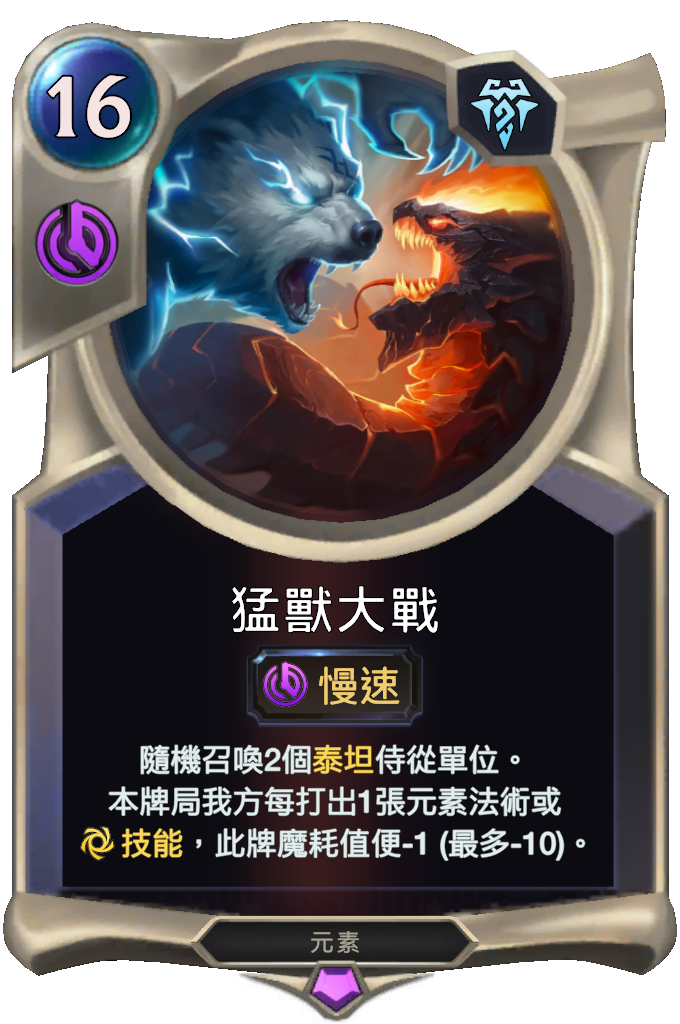 16
猛獸大戰
慢速
隨機召喚2個泰坦侍從單位。
本牌局我方每打出1張元素法術或
技能，此牌魔耗值便-1 (最多-10)。
元素